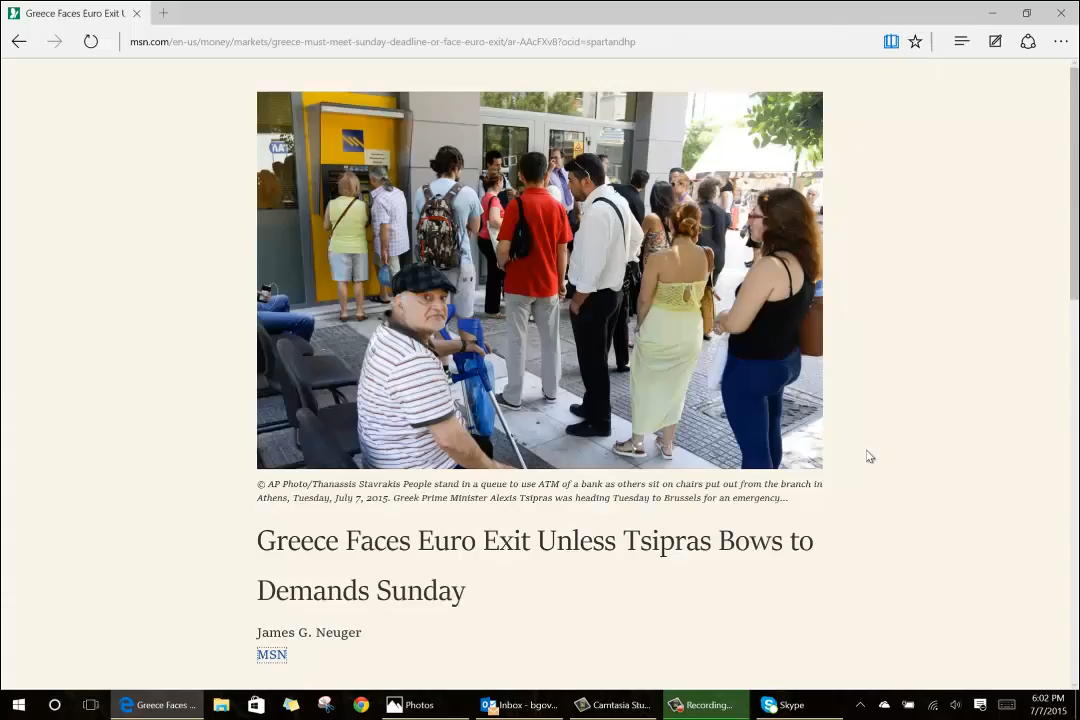 Greece Faces Euro Exit U
msn.com/en-us/money/markets/greece-must-meet-sunday-deadline-or-face-euro-exit/ar-AAcFXv8?ocid=spartandhp
© AP Photo/Thanassis Stavrakis People stand in a queue to use ATM of a bank as others sit on chairs put out from the branch in
Athens, Tuesday, July 7, 2015. Greek Prime Minister Alexis Tsipras was heading Tuesday to Brussels for an emergency...
Greece Faces Euro Exit Unless Tsipras Bows to
Demands Sunday
James G. Neuger
MSN
Greece Faces ...
Photos
Inbox - bgov...
Camtasia Stu...
Recording...
Skype
6:02 PM
7/7/2015